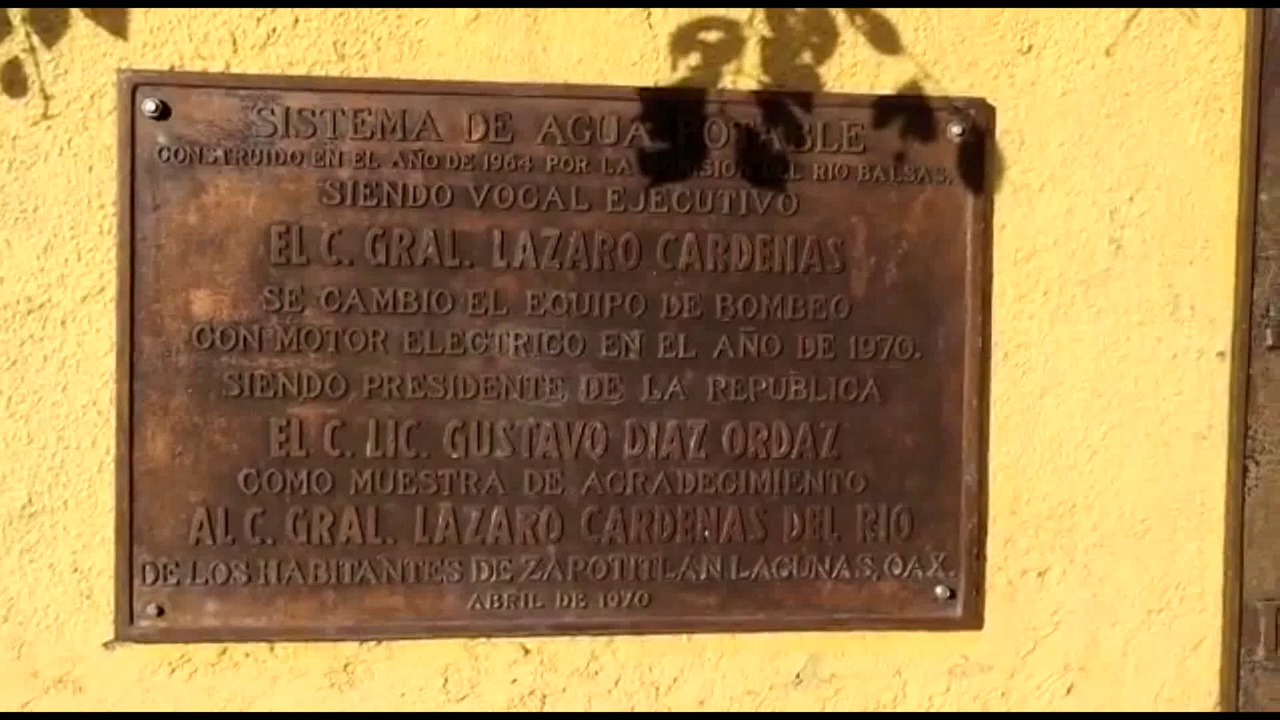 SISTEMA DE AGUA POTABLE
CONSTRUIDO EN EL AÑO DE 1964 POR LA COMISION DEL RIO BALSAS,
SIENDO VOCAL EJECUTIVO
EL C. GRAL. LAZARO CARDENAS
SE CAMBIO EL EQUIPO DE BOMBEO
CON MOTOR ELECTRICO EN EL AÑO DE 1970.
SIENDO PRESIDENTE DE LA REPUBLICA
EL C. LIC. GUSTAVO DIAZ ORDAZ
COMO MUESTRA DE AGRADECIMIENTO
AL C. GRAL. LAZARO CARDENAS DEL RIO
DE LOS HABITANTES DE ZAPOTITLAN LAGUNAS, OAX.
ABRIL DE 1970